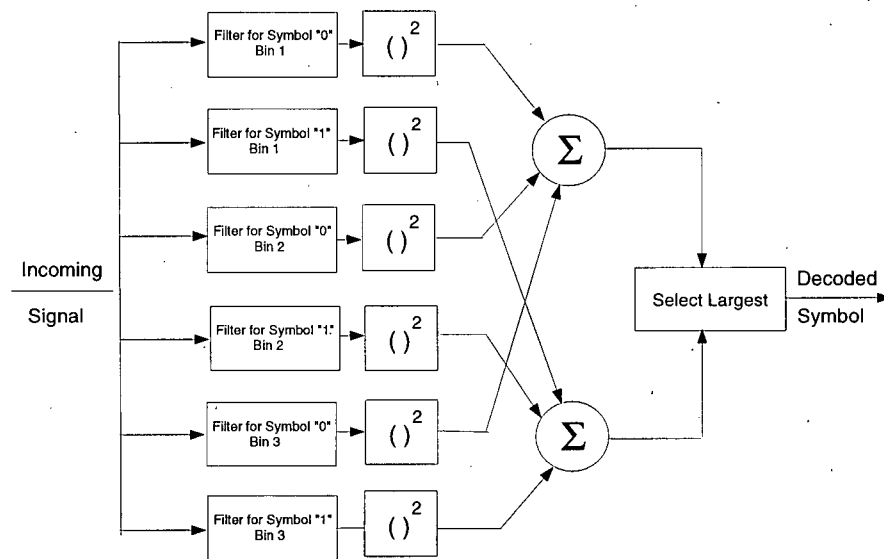 Filter for Symbol "0"
Bin 1
( )²
Filter for Symbol "1"
Bin 1
( )²
Σ
Filter for Symbol "0"
Bin 2
( )²
Incoming
Signal
Select Largest
Decoded
Symbol
Filter for Symbol "1."
Bin 2
( )²
Filter for Symbol "0"
Bin 3
( )²
Σ
Filter for Symbol "1"
Bin 3
( )²